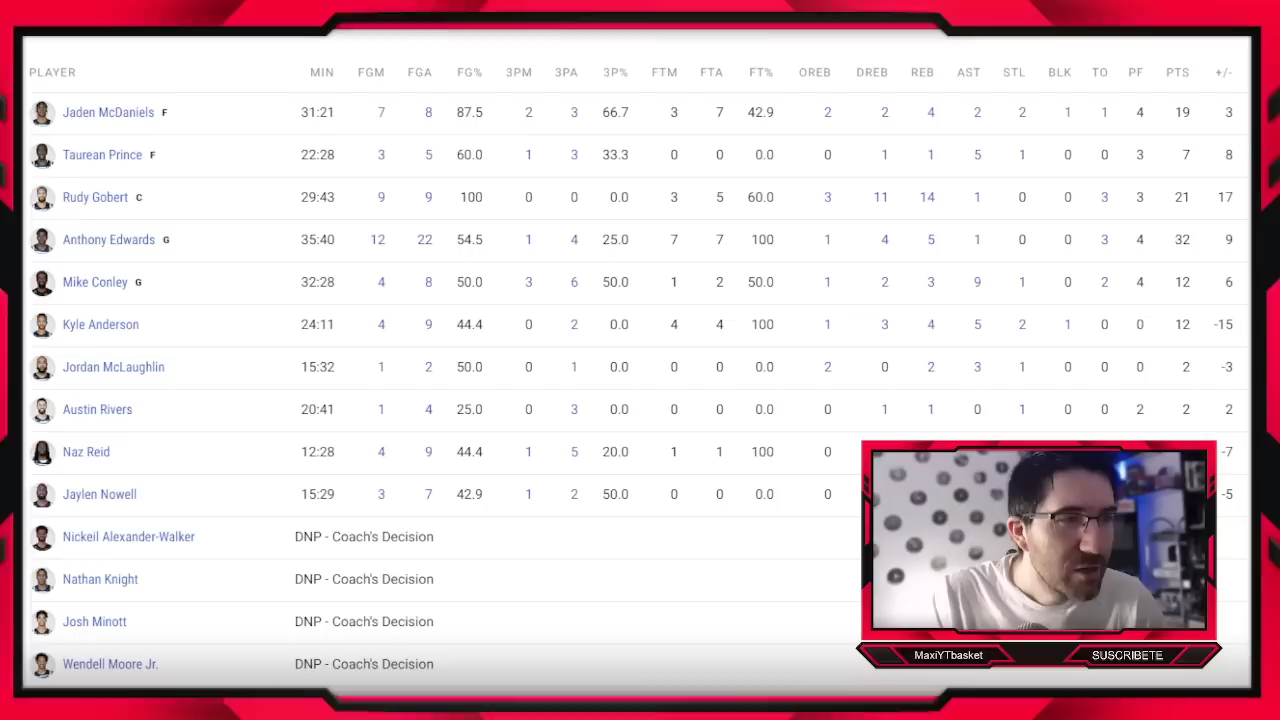 PLAYER MIN FGM FGA FG% 3PM 3PA 3P% FTM FTA FT% OREB DREB REB AST STL BLK TO PF PTS +/-
Jaden McDaniels F 31:21 7 8 87.5 2 3 66.7 3 7 42.9 2 2 4 2 2 1 1 4 19 3
Taurean Prince F 22:28 3 5 60.0 1 3 33.3 0 0 0.0 0 1 1 5 1 0 0 3 7 8
Rudy Gobert C 29:43 9 9 100 0 0 0.0 3 5 60.0 3 11 14 1 0 0 3 3 21 17
Anthony Edwards G 35:40 12 22 54.5 1 4 25.0 7 7 100 1 4 5 1 0 0 3 4 32 9
Mike Conley G 32:28 4 8 50.0 3 6 50.0 1 2 50.0 1 2 3 9 1 0 2 4 12 6
Kyle Anderson 24:11 4 9 44.4 0 2 0.0 4 4 100 1 3 4 5 2 1 0 0 12 -15
Jordan McLaughlin 15:32 1 2 50.0 0 1 0.0 0 0 0.0 2 0 2 3 1 0 0 0 2 -3
Austin Rivers 20:41 1 4 25.0 0 3 0.0 0 0 0.0 0 1 1 0 1 0 0 2 2 2
Naz Reid 12:28 4 9 44.4 1 5 20.0 1 1 100 0 -7
Jaylen Nowell 15:29 3 7 42.9 1 2 50.0 0 0 0.0 0 -5
Nickeil Alexander-Walker DNP - Coach's Decision
Nathan Knight DNP - Coach's Decision
Josh Minott DNP - Coach's Decision
Wendell Moore Jr. DNP - Coach's Decision
MaxiYTbasket SUSCRIBETE